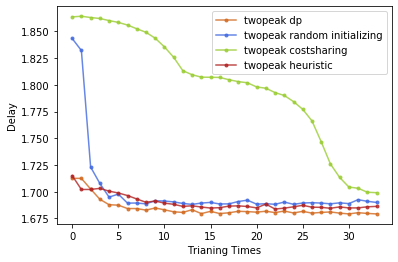 twopeak dp
twopeak random initializing
twopeak costsharing
twopeak heuristic
Delay
1.850
1.825
1.800
1.775
1.750
1.725
1.700
1.675
0 5 10 15 20 25 30
Trianing Times